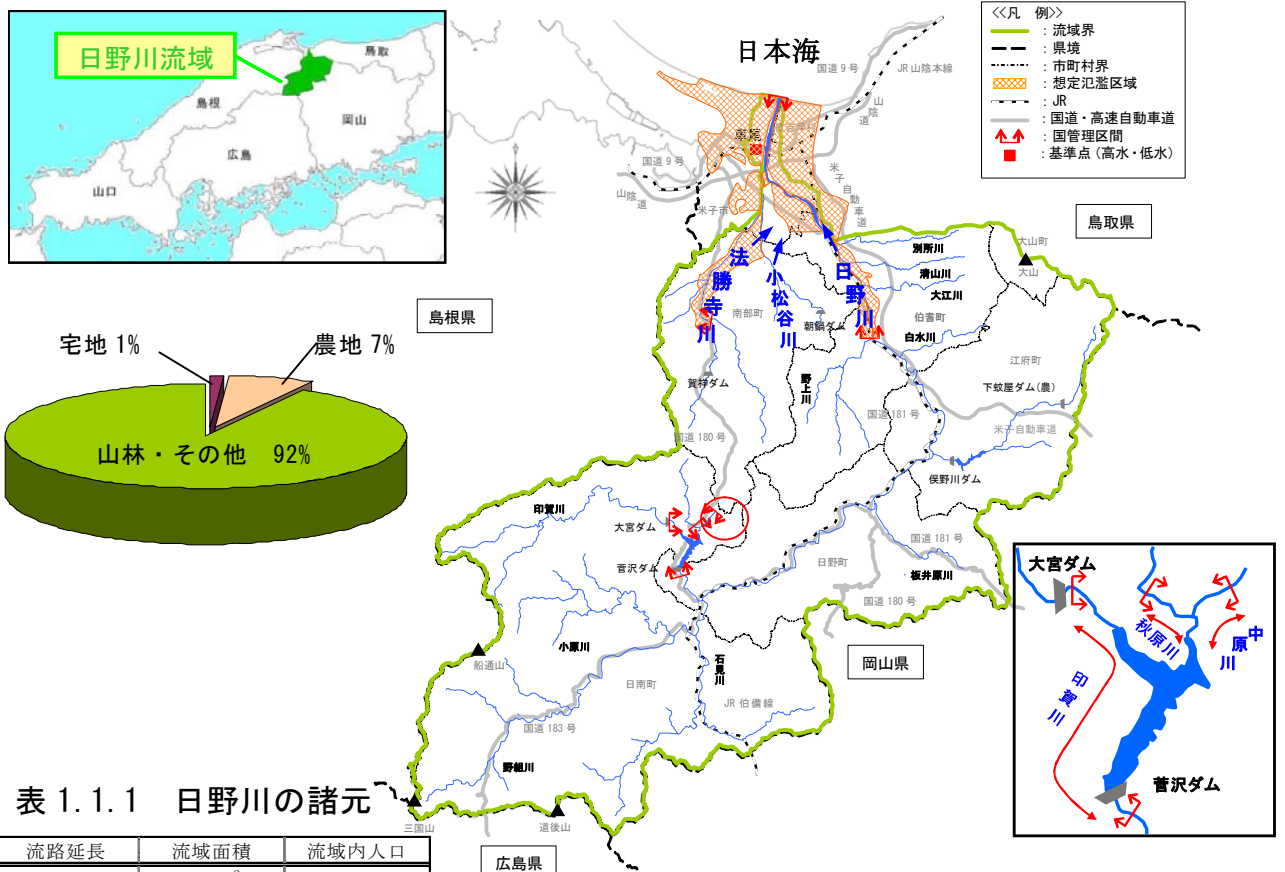 日野川流域
鳥取
島根
岡山
広島
山口
日本海
国道9号
JR山陰本線
山陰道
≪凡 例≫
: 流域界
: 県境
: 市町村界
: 想定氾濫区域
: JR
: 国道・高速自動車道
: 国管理区間
: 基準点(高水・低水)
国道9号
山陰道
米子市
米子自動車道
鳥取県
島根県
大山町
大山
別所川
清山川
大江川
伯耆町
白水川
法勝寺川
小松谷川
日野川
南部町
朝鍋ダム
賀祥ダム
野上川
江府町
下蚊屋ダム(農)
国道181号
米子自動車道
国道180号
俣野川ダム
宅地 1%
農地 7%
山林・その他 92%
印賀川
大宮ダム
菅沢ダム
日野町
国道181号
板井原川
国道180号
小原川
船通山
石見川
日南町
JR伯備線
岡山県
国道183号
野組川
三国山
道後山
広島県
大宮ダム
秋原川
中原川
印賀川
菅沢ダム
表1.1.1 日野川の諸元
流路延長 流域面積 流域内人口